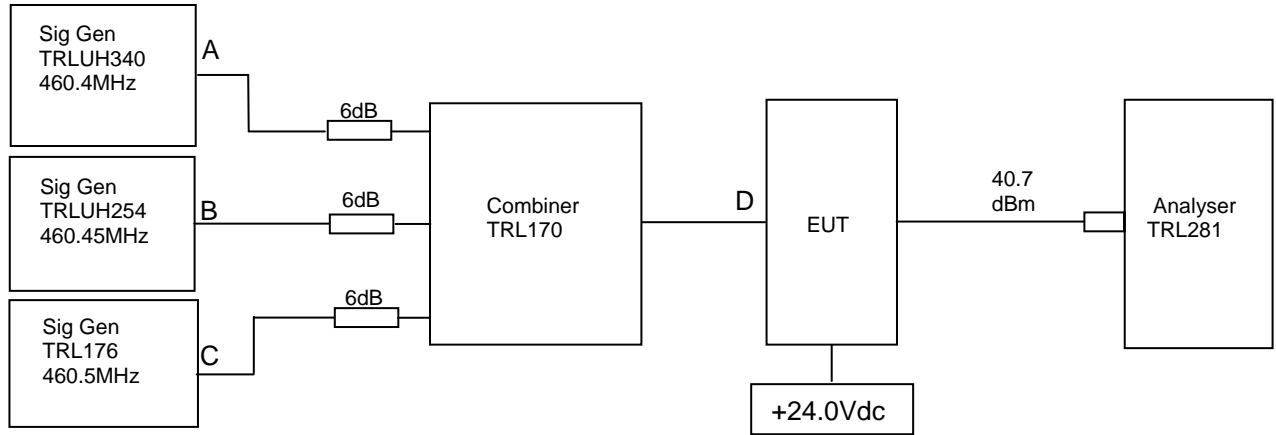 Sig Gen
TRLUH340
460.4MHz
A
6dB
Sig Gen
TRLUH254
460.45MHz
B
6dB
Sig Gen
TRL176
460.5MHz
C
6dB
Combiner
TRL170
D
EUT
+24.0Vdc
40.7
dBm
Analyser
TRL281